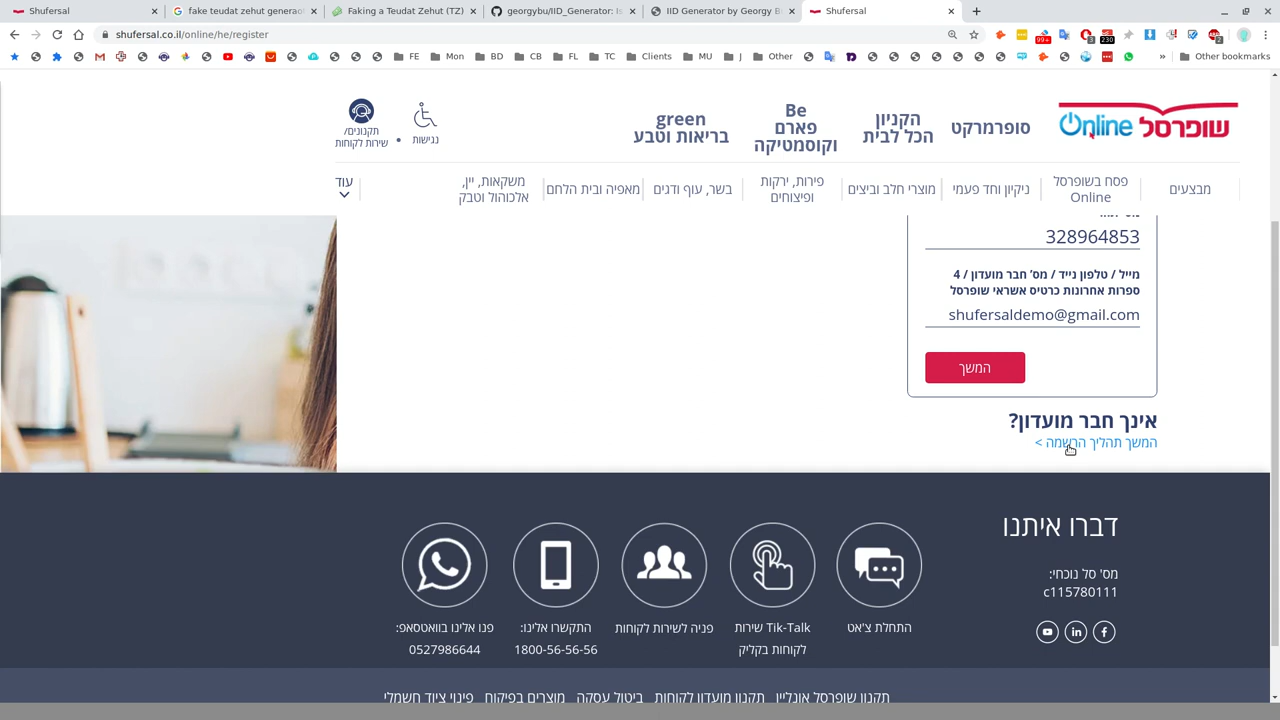 Shufersal
fake teudat zehut generao
Faking a Teudat Zehut (TZ)
georgybu/IID_Generator: Is
IID Generator by Georgy B
Shufersal
shufersal.co.il/online/he/register
99+
3
230
2
FE
Mon
BD
CB
FL
TC
Clients
MU
J
Other
»
Other bookmarks
שופרסל Online
סופרמרקט
הקניון
הכל לבית
Be
פארם
וקוסמטיקה
green
בריאות וטבע
נגישות
תקנונים/
שירות לקוחות
מבצעים
פסח בשופרסל
Online
ניקיון וחד פעמי
מוצרי חלב וביצים
פירות, ירקות
ופיצוחים
בשר, עוף ודגים
מאפיה ובית הלחם
משקאות, יין,
אלכוהול וטבק
עוד
328964853
מייל / טלפון נייד / מס׳ חבר מועדון / 4
ספרות אחרונות כרטיס אשראי שופרסל
shufersaldemo@gmail.com
המשך
אינך חבר מועדון?
המשך תהליך הרשמה >
דברו איתנו
מס' סל נוכחי:
c115780111
התחלת צ'אט
Tik-Talk שירות
לקוחות בקליק
פניה לשירות לקוחות
התקשרו אלינו:
1800-56-56-56
פנו אלינו בוואטסאפ:
0527986644
תקנון שופרסל אונליין
תקנון מועדון לקוחות
ביטול עסקה
מוצרים בפיקוח
פינוי ציוד חשמלי